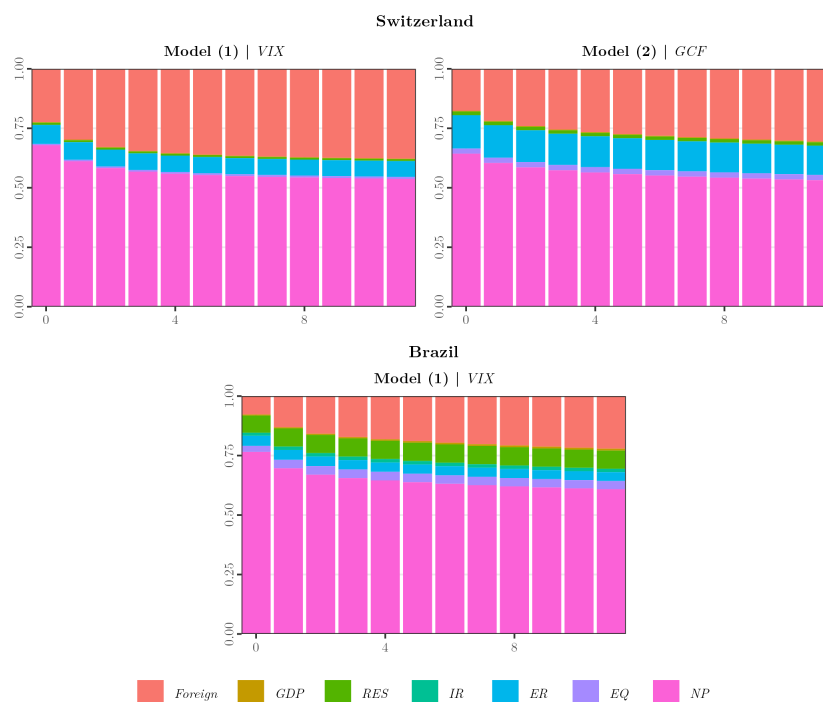 Switzerland
Model (1) | VIX
Model (2) | GCF
1.00
0.75
0.50
0.25
0.00
0 4 8
1.00
0.75
0.50
0.25
0.00
0 4 8
Brazil
Model (1) | VIX
1.00
0.75
0.50
0.25
0.00
0 4 8
Foreign GDP RES IR ER EQ NP